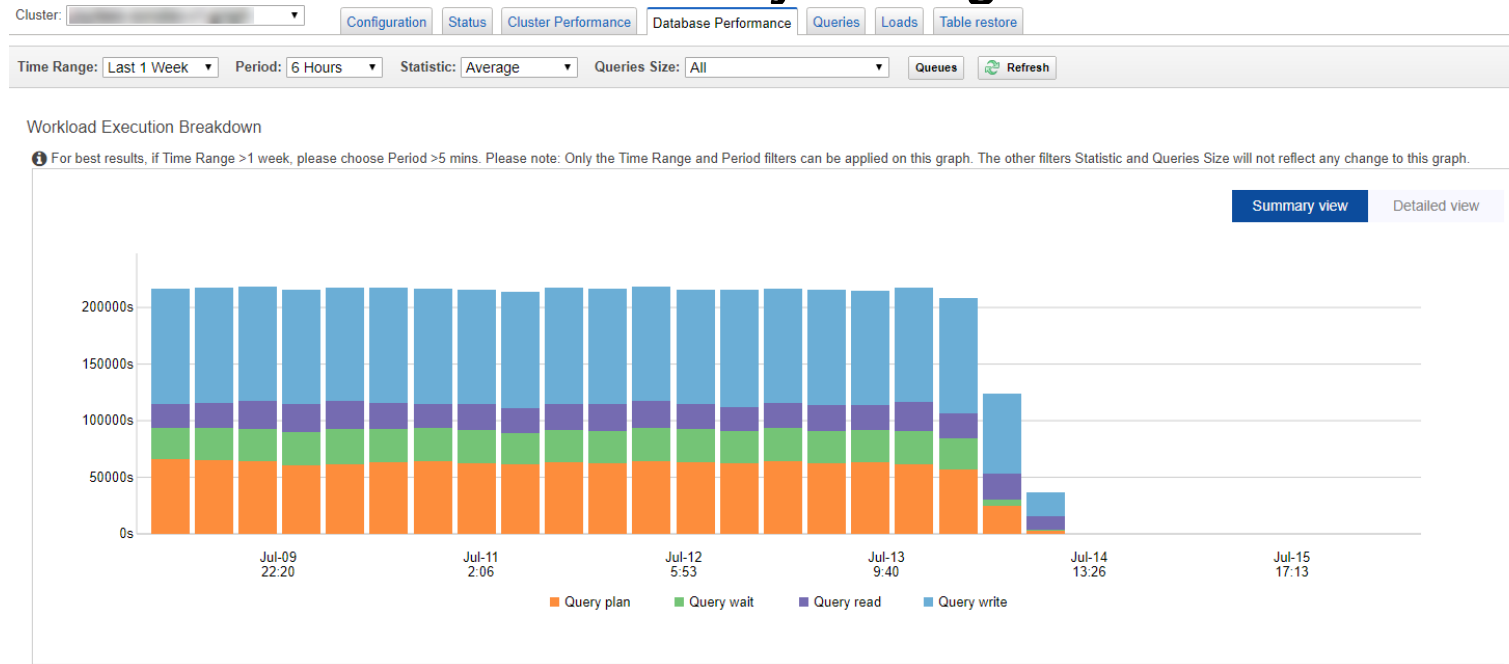 Cluster:
Configuration Status Cluster Performance Database Performance Queries Loads Table restore
Time Range: Last 1 Week Period: 6 Hours Statistic: Average Queries Size: All Queues Refresh
Workload Execution Breakdown
For best results, if Time Range >1 week, please choose Period >5 mins. Please note: Only the Time Range and Period filters can be applied on this graph. The other filters Statistic and Queries Size will not reflect any change to this graph.
Summary view Detailed view
200000s
150000s
100000s
50000s
0s
Jul-09 Jul-11 Jul-12 Jul-13 Jul-14 Jul-15
22:20 2:06 5:53 9:40 13:26 17:13
Query plan Query wait Query read Query write